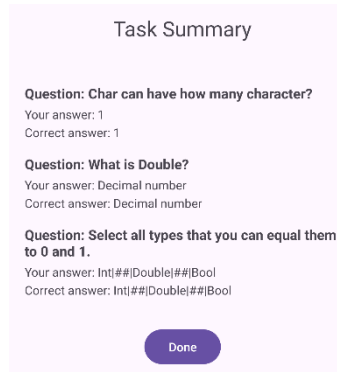 Task Summary
Question: Char can have how many character?
Your answer: 1
Correct answer: 1
Question: What is Double?
Your answer: Decimal number
Correct answer: Decimal number
Question: Select all types that you can equal them
to 0 and 1.
Your answer: Int|##|Double|##|Bool
Correct answer: Int|##|Double|##|Bool
Done